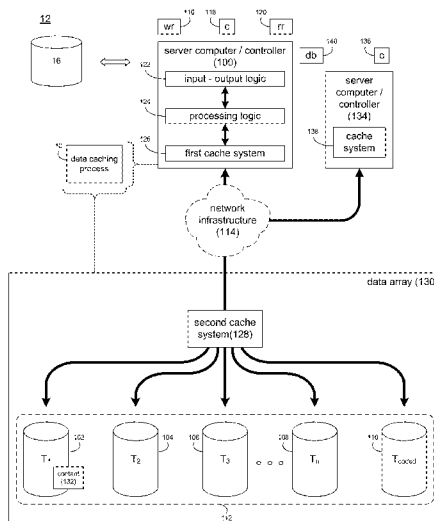 12
116
118
120
wr
c
rr
16
server computer / controller
(100)
122
input - output logic
124
processing logic
126
first cache system
db
140
136
c
server computer / controller
(134)
138
cache system
data caching process
network infrastructure
(114)
data array (130)
second cache system(128)
T
102
content
(132)
T2
104
T3
106
Tn
108
Tcoded
110
112